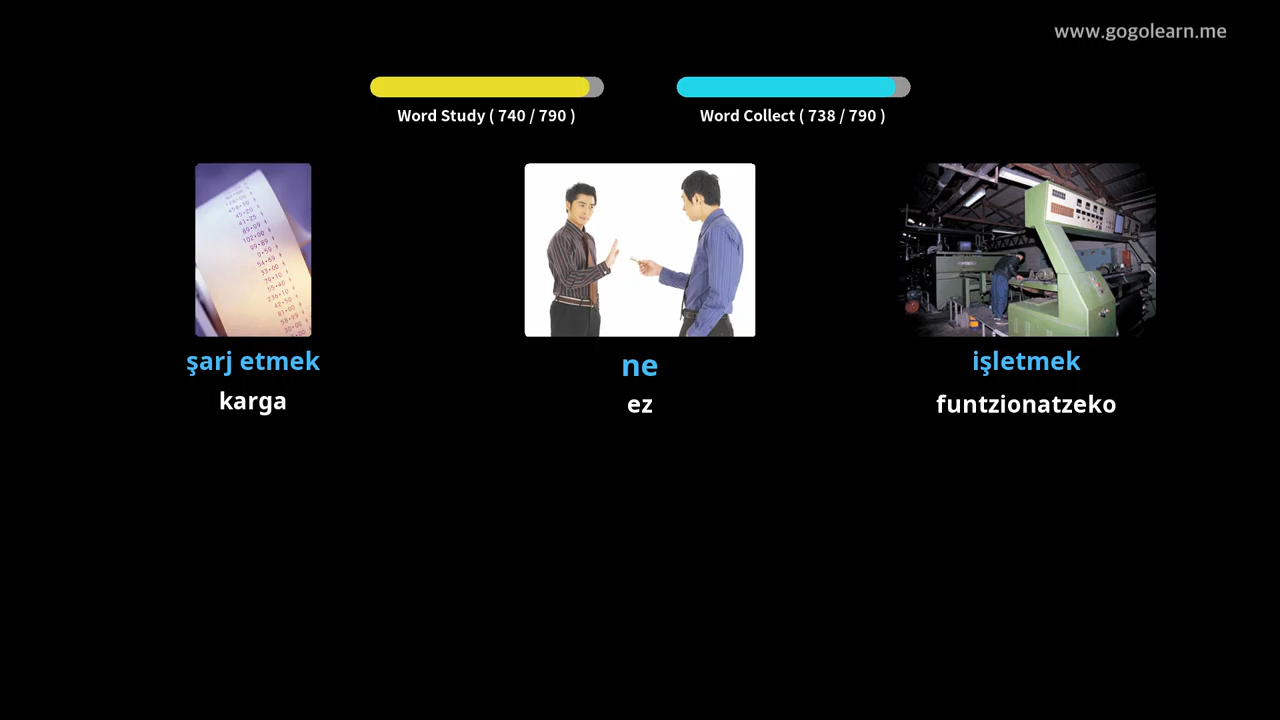 www.gogolearn.me
Word Study ( 740 / 790 )
Word Collect ( 738 / 790 )
şarj etmek
karga
ne
ez
işletmek
funtzionatzeko